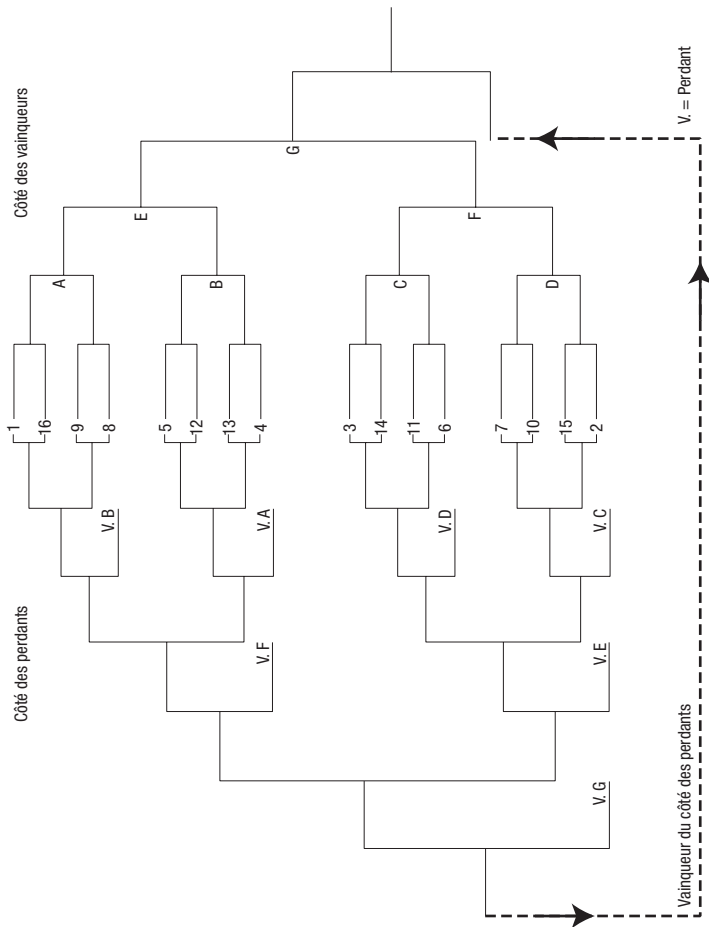 Côté des perdants
Côté des vainqueurs
1
16
9
8
5
12
13
4
3
14
11
6
7
10
15
2
A
B
C
D
E
F
G
V. B
V. A
V. D
V. C
V. F
V. E
V. G
Vainqueur du côté des perdants
V. = Perdant